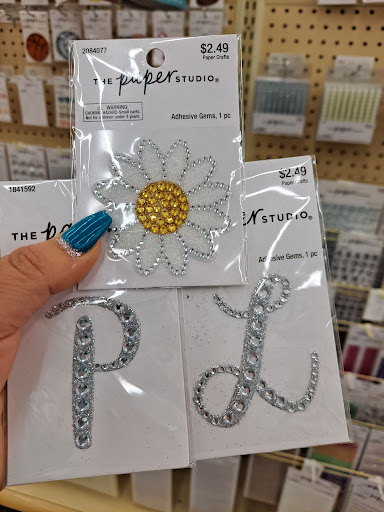 2084077
$2.49
Paper Crafts
THE paper STUDIO®
WARNING
CHOKING HAZARD-Small parts.
Not for children under 3 years.
Adhesive Gems, 1 pc
1841592
$2.49
Paper Crafts
THE
STUDIO®
Adhesive Gems, 1 pc
P
L